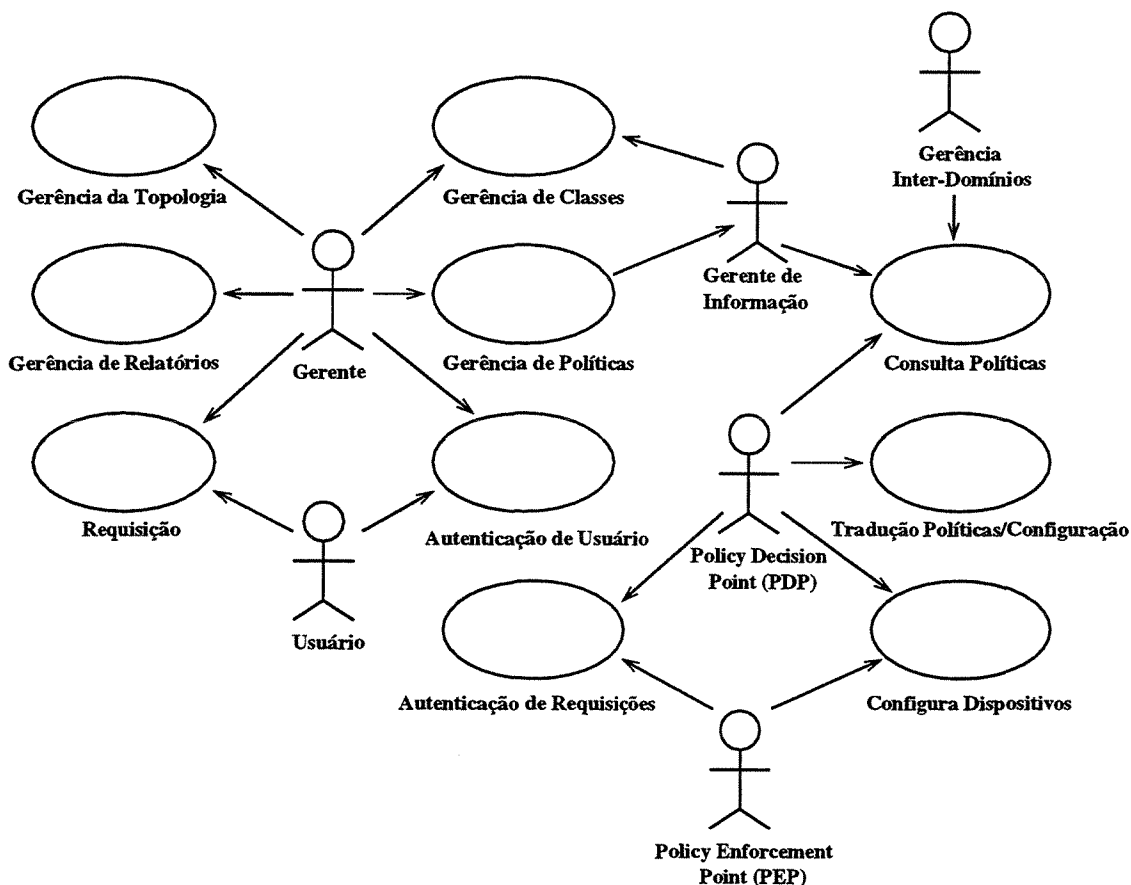 Gerência
Inter-Domínios
Gerência da Topologia
Gerência de Classes
Gerente de
Informação
Gerência de Relatórios
Gerente
Gerência de Políticas
Consulta Políticas
Requisição
Autenticação de Usuário
Policy Decision
Point (PDP)
Tradução Políticas/Configuração
Usuário
Autenticação de Requisições
Configura Dispositivos
Policy Enforcement
Point (PEP)